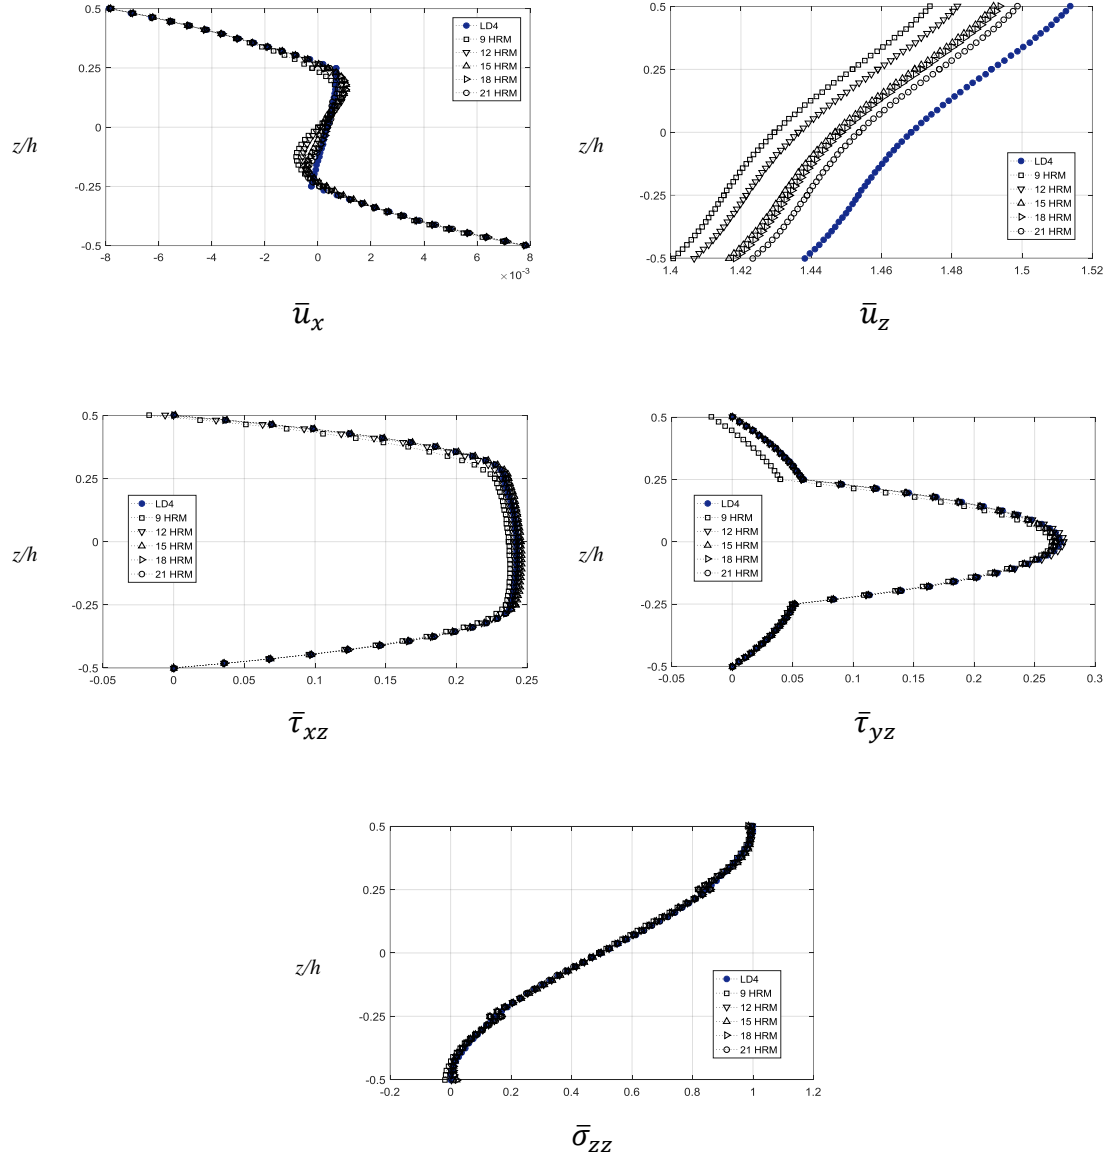 0.5
0.25
0
-0.25
-0.5
-8
-6
-4
-2
0
2
4
6
8
×10⁻³
z/h
LD4
9 HRM
12 HRM
15 HRM
18 HRM
21 HRM
u̅ₓ
0.5
0.25
0
-0.25
-0.5
1.4
1.42
1.44
1.46
1.48
1.5
1.52
z/h
LD4
9 HRM
12 HRM
15 HRM
18 HRM
21 HRM
u̅_z
0.5
0.25
0
-0.25
-0.5
-0.05
0
0.05
0.1
0.15
0.2
0.25
z/h
LD4
9 HRM
12 HRM
15 HRM
18 HRM
21 HRM
τ̅_xz
0.5
0.25
0
-0.25
-0.5
-0.05
0
0.05
0.1
0.15
0.2
0.25
0.3
z/h
LD4
9 HRM
12 HRM
15 HRM
18 HRM
21 HRM
τ̅_yz
0.5
0.25
0
-0.25
-0.5
-0.2
0
0.2
0.4
0.6
0.8
1
1.2
z/h
LD4
9 HRM
12 HRM
15 HRM
18 HRM
21 HRM
σ̅_zz